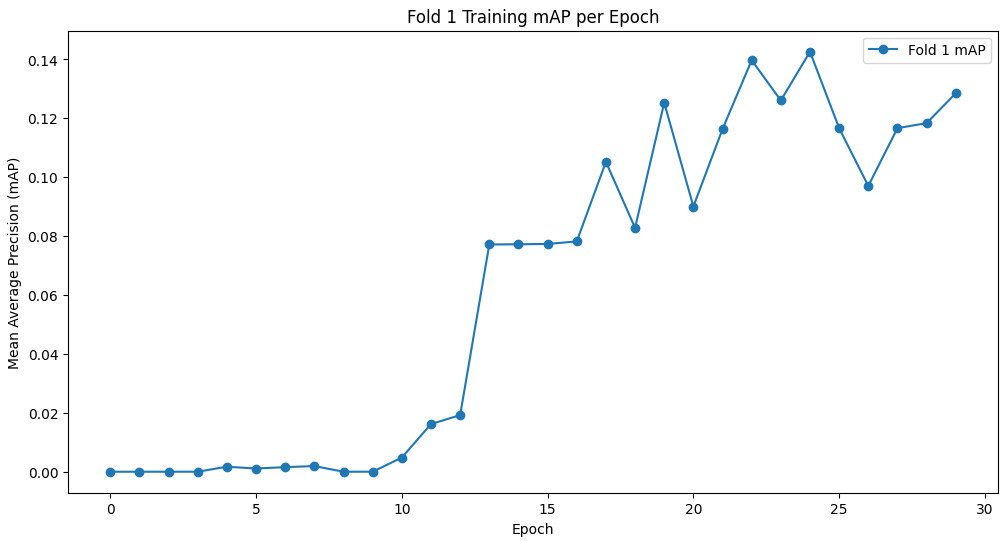 Fold 1 Training mAP per Epoch
Fold 1 mAP
Mean Average Precision (mAP)
0.14
0.12
0.10
0.08
0.06
0.04
0.02
0.00
0 5 10 15 20 25 30
Epoch